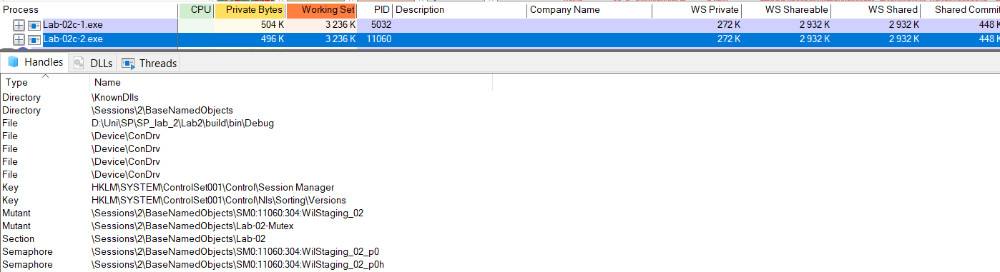 Process CPU Private Bytes Working Set PID Description Company Name WS Private WS Shareable WS Shared Shared Commit
Lab-02c-1.exe 504 K 3 236 K 5032 272 K 2 932 K 2 932 K 448 K
Lab-02c-2.exe 496 K 3 236 K 11060 272 K 2 932 K 2 932 K 448 K
Handles DLLs Threads
Type Name
Directory \KnownDlls
Directory \Sessions\2\BaseNamedObjects
File D:\Uni\SP\SP_lab_2\Lab2\build\bin\Debug
File \Device\ConDrv
File \Device\ConDrv
File \Device\ConDrv
File \Device\ConDrv
Key HKLM\SYSTEM\ControlSet001\Control\Session Manager
Key HKLM\SYSTEM\ControlSet001\Control\Nls\Sorting\Versions
Mutant \Sessions\2\BaseNamedObjects\SM0:11060:304:WilStaging_02
Mutant \Sessions\2\BaseNamedObjects\Lab-02-Mutex
Section \Sessions\2\BaseNamedObjects\Lab-02
Semaphore \Sessions\2\BaseNamedObjects\SM0:11060:304:WilStaging_02_p0
Semaphore \Sessions\2\BaseNamedObjects\SM0:11060:304:WilStaging_02_p0h